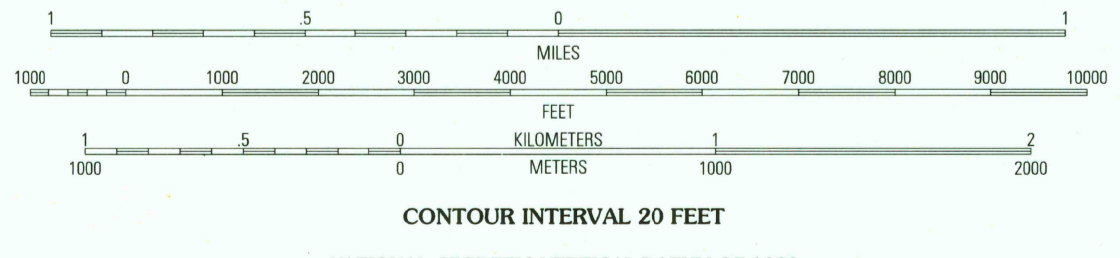 1 .5 0 1
MILES
1000 0 1000 2000 3000 4000 5000 6000 7000 8000 9000 10000
FEET
1 .5 0 KILOMETERS 1 2
1000 0 METERS 1000 2000
CONTOUR INTERVAL 20 FEET